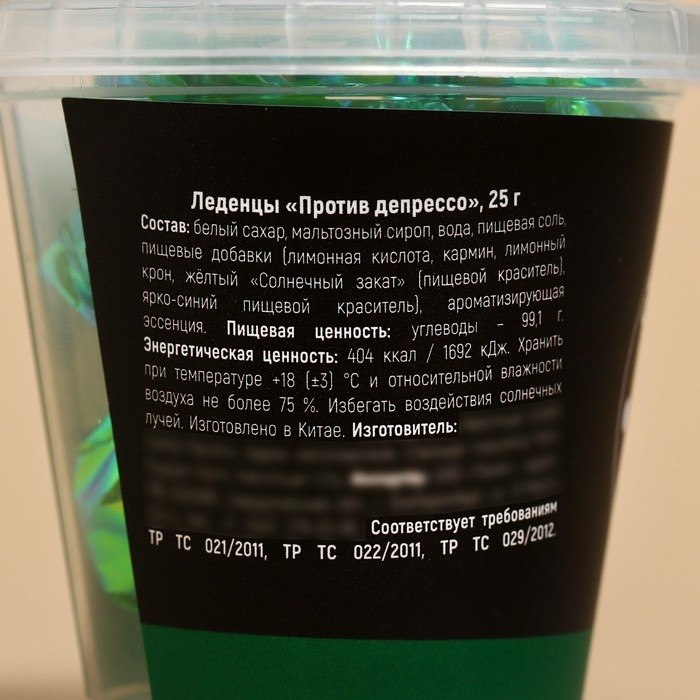 Леденцы «Против депрессо», 25 г
Состав: белый сахар, мальтозный сироп, вода, пищевая соль,
пищевые добавки (лимонная кислота, кармин, лимонный
крон, жёлтый «Солнечный закат» (пищевой краситель),
ярко-синий пищевой краситель), ароматизирующая
эссенция. Пищевая ценность: углеводы – 99,1 г.
Энергетическая ценность: 404 ккал / 1692 кДж. Хранить
при температуре +18 (±3) °С и относительной влажности
воздуха не более 75 %. Избегать воздействия солнечных
лучей. Изготовлено в Китае. Изготовитель:
Соответствует требованиям
ТР ТС 021/2011, ТР ТС 022/2011, ТР ТС 029/2012.